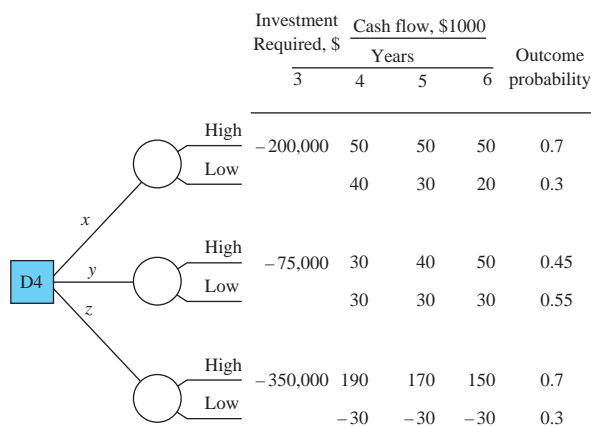 Investment Required, $
Cash flow, $1000
Years
Outcome probability
3 4 5 6
High
–200,000 50 50 50 0.7
Low
40 30 20 0.3
x
High
–75,000 30 40 50 0.45
D4
y
Low
30 30 30 0.55
z
High
–350,000 190 170 150 0.7
Low
–30 –30 –30 0.3